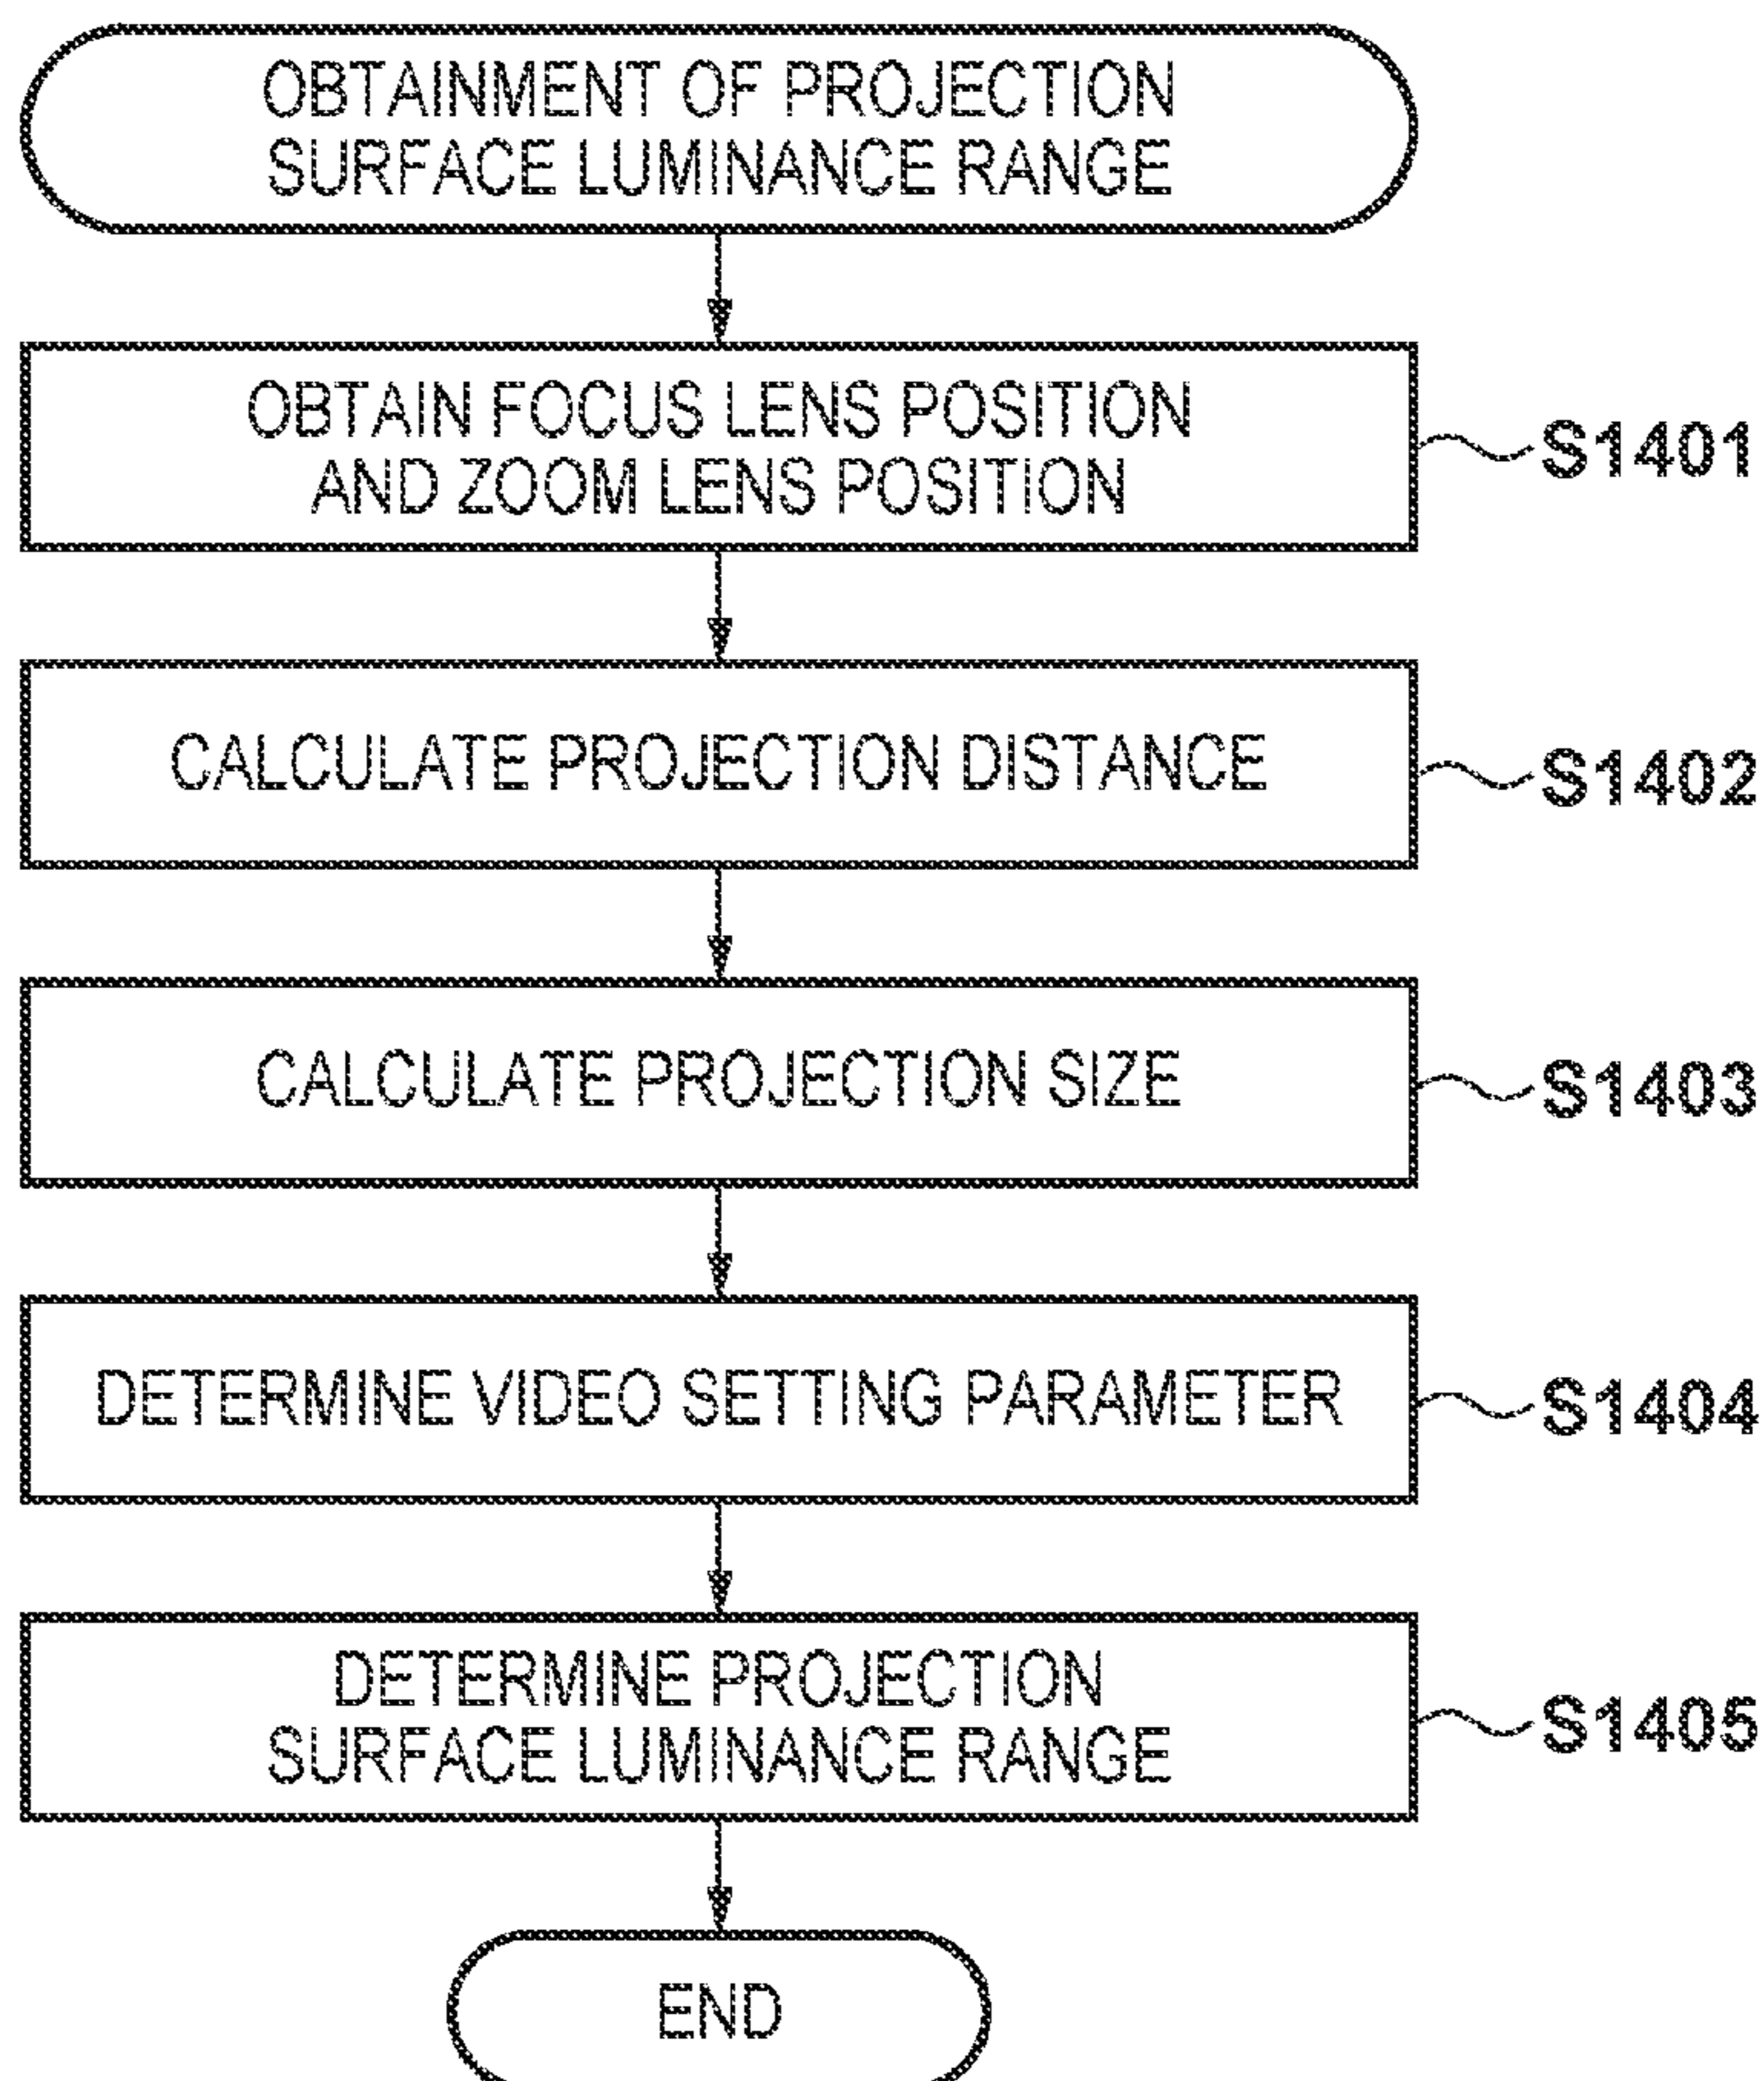 OBTAINMENT OF PROJECTION
SURFACE LUMINANCE RANGE
OBTAIN FOCUS LENS POSITION
AND ZOOM LENS POSITION
S1401
CALCULATE PROJECTION DISTANCE
S1402
CALCULATE PROJECTION SIZE
S1403
DETERMINE VIDEO SETTING PARAMETER
S1404
DETERMINE PROJECTION
SURFACE LUMINANCE RANGE
S1405
END